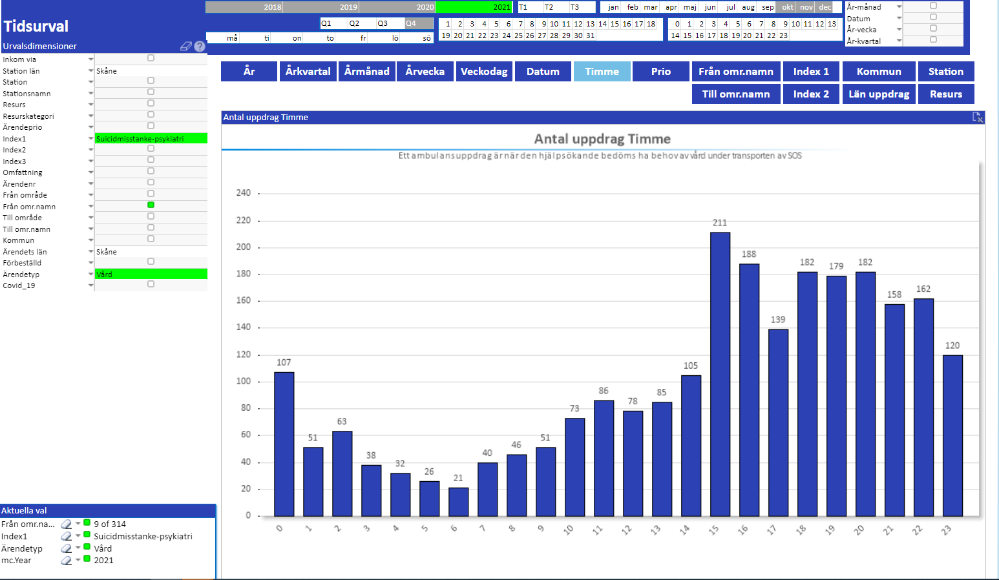 Tidsurval
2018 2019 2020 2021 T1 T2 T3 jan feb mar apr maj jun jul aug sep okt nov dec
Q1 Q2 Q3 Q4
må ti on to fr lö sö
1 2 3 4 5 6 7 8 9 10 11 12 13 14 15 16 17 18
19 20 21 22 23 24 25 26 27 28 29 30 31
0 1 2 3 4 5 6 7 8 9 10 11 12 13
14 15 16 17 18 19 20 21 22 23
År-månad
Datum
År-vecka
År-kvartal
Urvalsdimensioner ?
Inkom via
Station län Skåne
Station
Stationsnamn
Resurs
Resurskategori
Ärendeprio
Index1 Suicidmisstanke-psykiatri
Index2
Index3
Omfattning
Ärendenr
Från område
Från omr.namn
Till område
Till omr.namn
Kommun
Ärendets län Skåne
Förbeställd
Ärendetyp Vård
Covid_19
År Årkvartal Årmånad Årvecka Veckodag Datum Timme Prio Från omr.namn Index 1 Kommun Station
Till omr.namn Index 2 Län uppdrag Resurs
Antal uppdrag Timme
Antal uppdrag Timme
Ett ambulansuppdrag är när den hjälpsökande bedöms ha behov av vård under transporten av SOS
240
220
200
180
160
140
120
100
80
60
40
20
0
107 51 63 38 32 26 21 40 46 51 73 86 78 85 105 211 188 139 182 179 182 158 162 120
0 1 2 3 4 5 6 7 8 9 10 11 12 13 14 15 16 17 18 19 20 21 22 23
Aktuella val
Från omr.na... 9 of 314
Index1 Suicidmisstanke-psykiatri
Ärendetyp Vård
mc.Year 2021